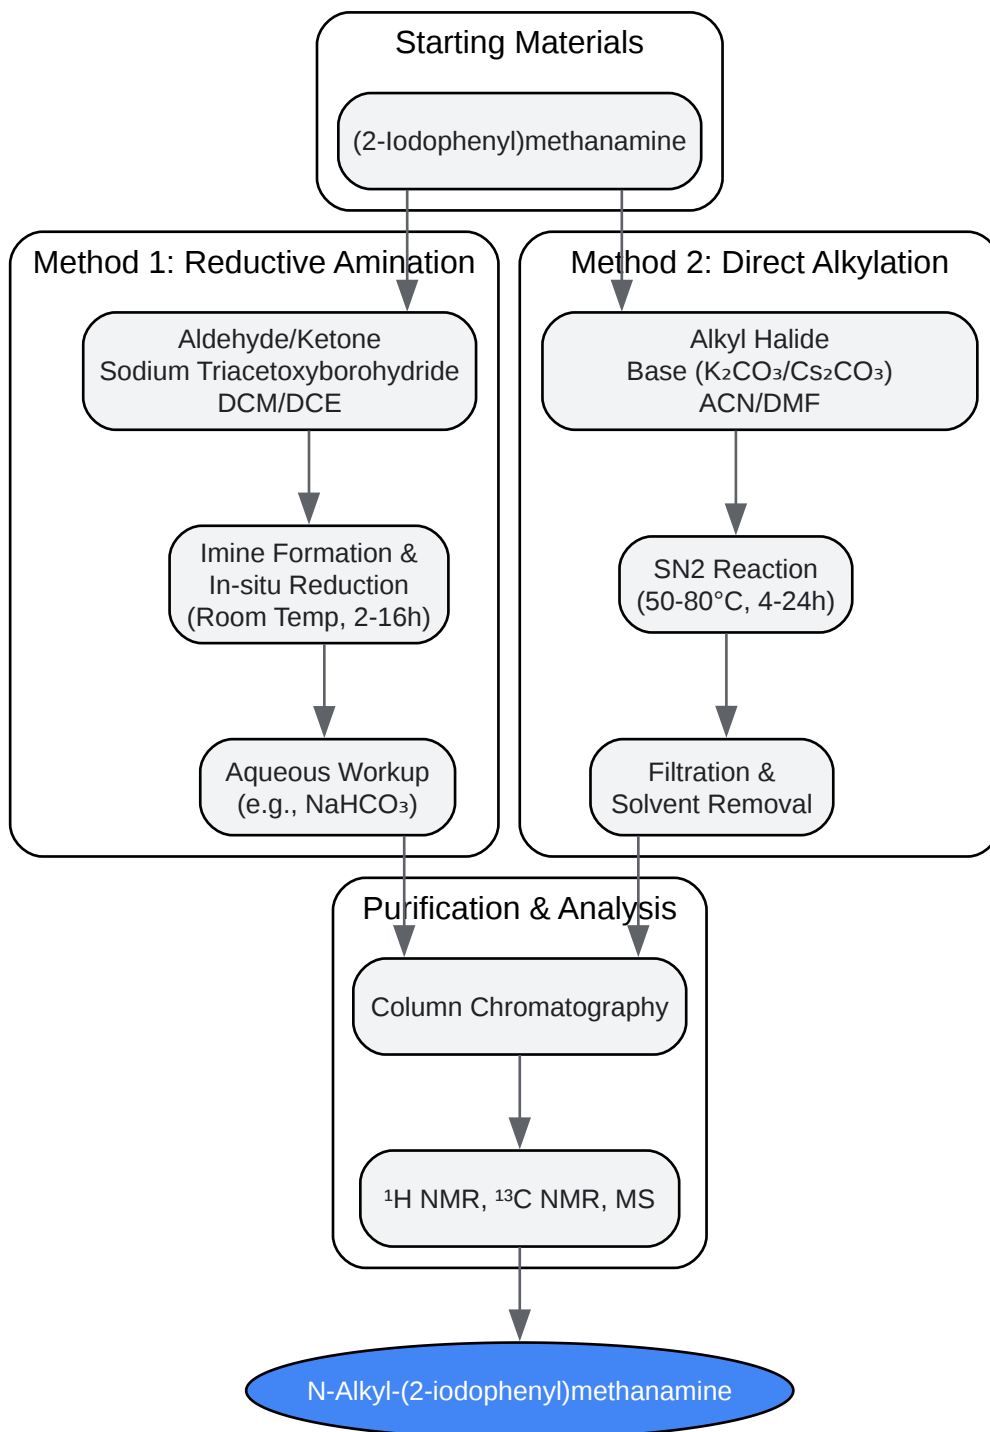 Starting Materials
(2-Iodophenyl)methanamine
Method 1: Reductive Amination
Aldehyde/Ketone
Sodium Triacetoxyborohydride
DCM/DCE
Imine Formation &
In-situ Reduction
(Room Temp, 2-16h)
Aqueous Workup
(e.g., NaHCO₃)
Method 2: Direct Alkylation
Alkyl Halide
Base (K₂CO₃/Cs₂CO₃)
ACN/DMF
SN2 Reaction
(50-80°C, 4-24h)
Filtration &
Solvent Removal
Purification & Analysis
Column Chromatography
¹H NMR, ¹³C NMR, MS
N-Alkyl-(2-iodophenyl)methanamine